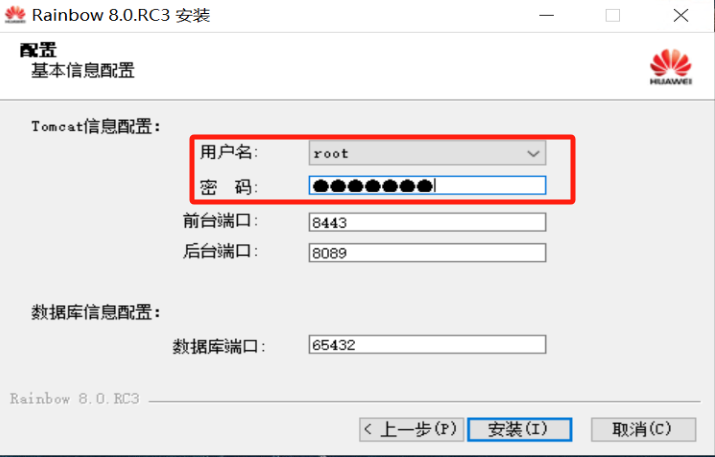 Rainbow 8.0.RC3 安装
配置
基本信息配置
HUAWEI
Tomcat信息配置:
用户名: root
密 码: ●●●●●●●
前台端口: 8443
后台端口: 8089
数据库信息配置:
数据库端口: 65432
Rainbow 8.0.RC3
< 上一步(P) 安装(I) 取消(C)